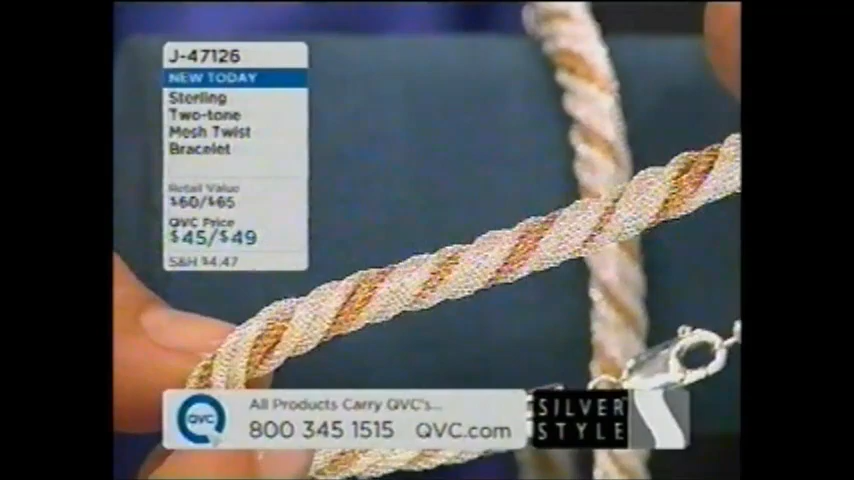 J-47126
NEW TODAY
Sterling
Two-tone
Mesh Twist
Bracelet
Retail Value
$60/$65
QVC Price
$45/$49
S&H $4.47
QVC
All Products Carry QVC's...
800 345 1515 QVC.com
SILVER
STYLE